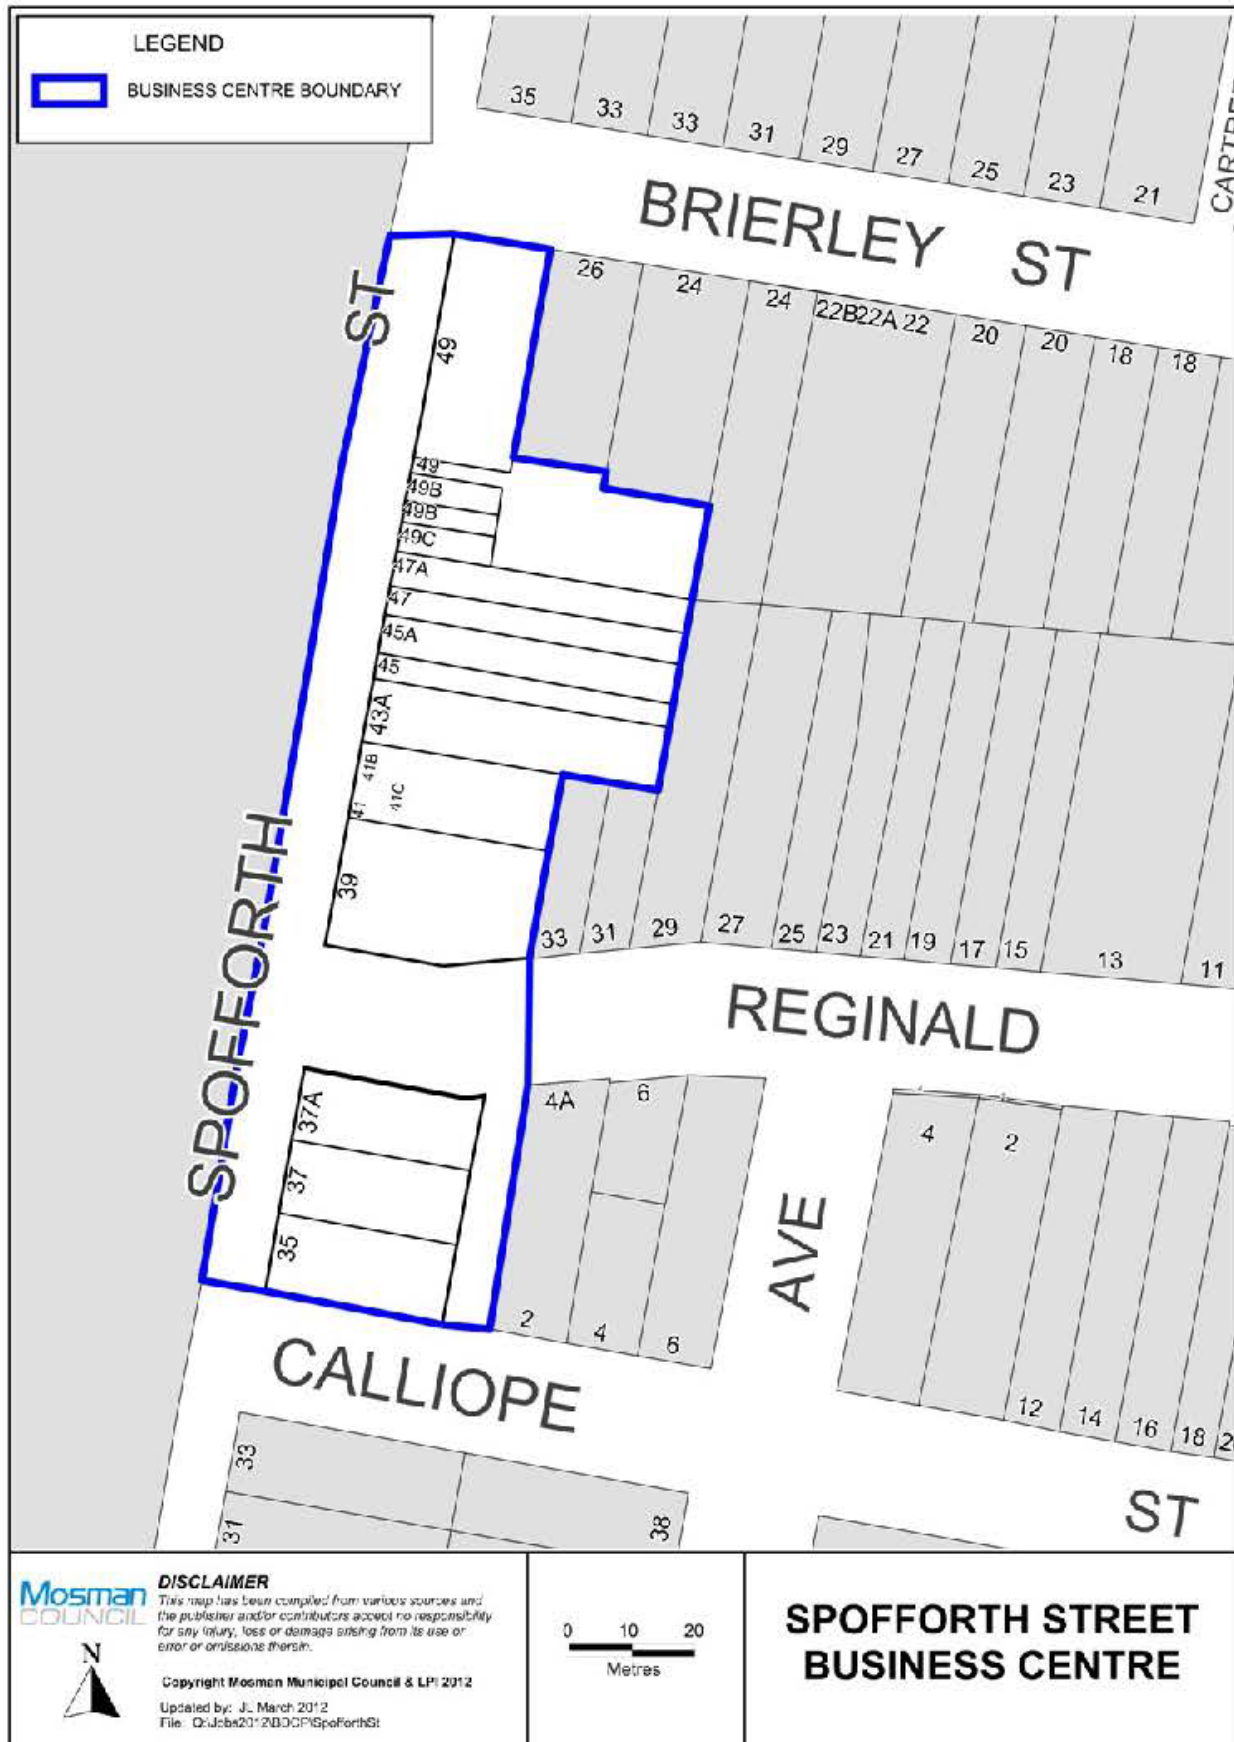 LEGEND
BUSINESS CENTRE BOUNDARY
35
33
33
31
29
27
25
23
21
BRIERLEY ST
26
24
24
22B
22A
22
20
20
18
18
ST
49
49
49B
49B
49C
47A
47
45A
45
43A
41B
41
41C
39
33
31
29
27
25
23
21
19
17
15
13
11
SPOFFORTH
REGINALD
37A
37
35
4A
6
4
2
AVE
2
4
6
12
14
16
18
CALLIOPE
ST
33
31
38
Mosman
COUNCIL
N
DISCLAIMER
This map has been compiled from various sources and
the publisher and/or contributors accept no responsibility
for any injury, loss or damage arising from its use or
error or omissions therein.
Copyright Mosman Municipal Council & LPI 2012
Updated by: JL March 2012
0 10 20
Metres
SPOFFORTH STREET
BUSINESS CENTRE